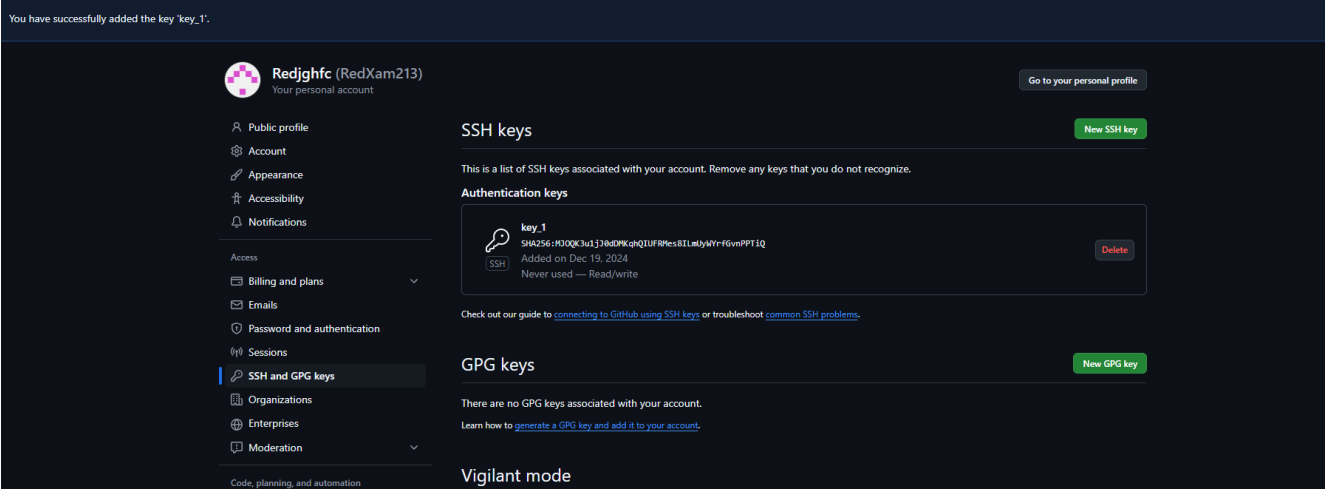 You have successfully added the key 'key_1'.
Redjghfc (RedXam213)
Your personal account
Go to your personal profile
Public profile
Account
Appearance
Accessibility
Notifications
Access
Billing and plans
Emails
Password and authentication
Sessions
SSH and GPG keys
Organizations
Enterprises
Moderation
Code, planning, and automation
SSH keys
New SSH key
This is a list of SSH keys associated with your account. Remove any keys that you do not recognize.
Authentication keys
key_1
SHA256:MJOQK3u1jJ0dDMKqhQIUFRMes8ILmUyWYrfGvnPPTiQ
SSH
Added on Dec 19, 2024
Never used — Read/write
Delete
Check out our guide to connecting to GitHub using SSH keys or troubleshoot common SSH problems.
GPG keys
New GPG key
There are no GPG keys associated with your account.
Learn how to generate a GPG key and add it to your account.
Vigilant mode